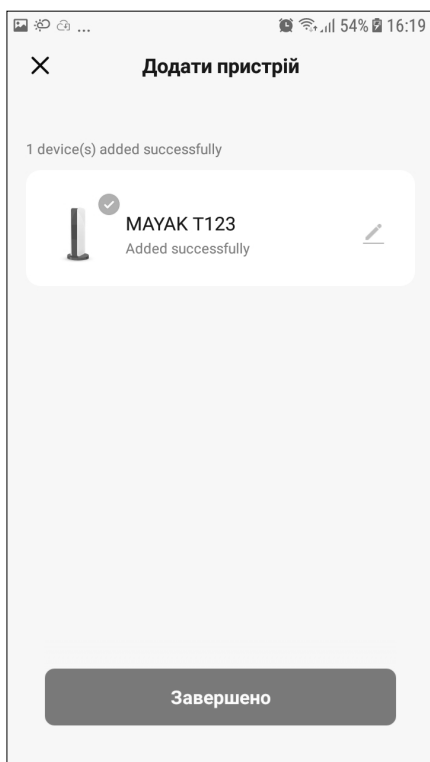 ... 54% 16:19
Додати пристрій
1 device(s) added successfully
MAYAK T123
Added successfully
Завершено